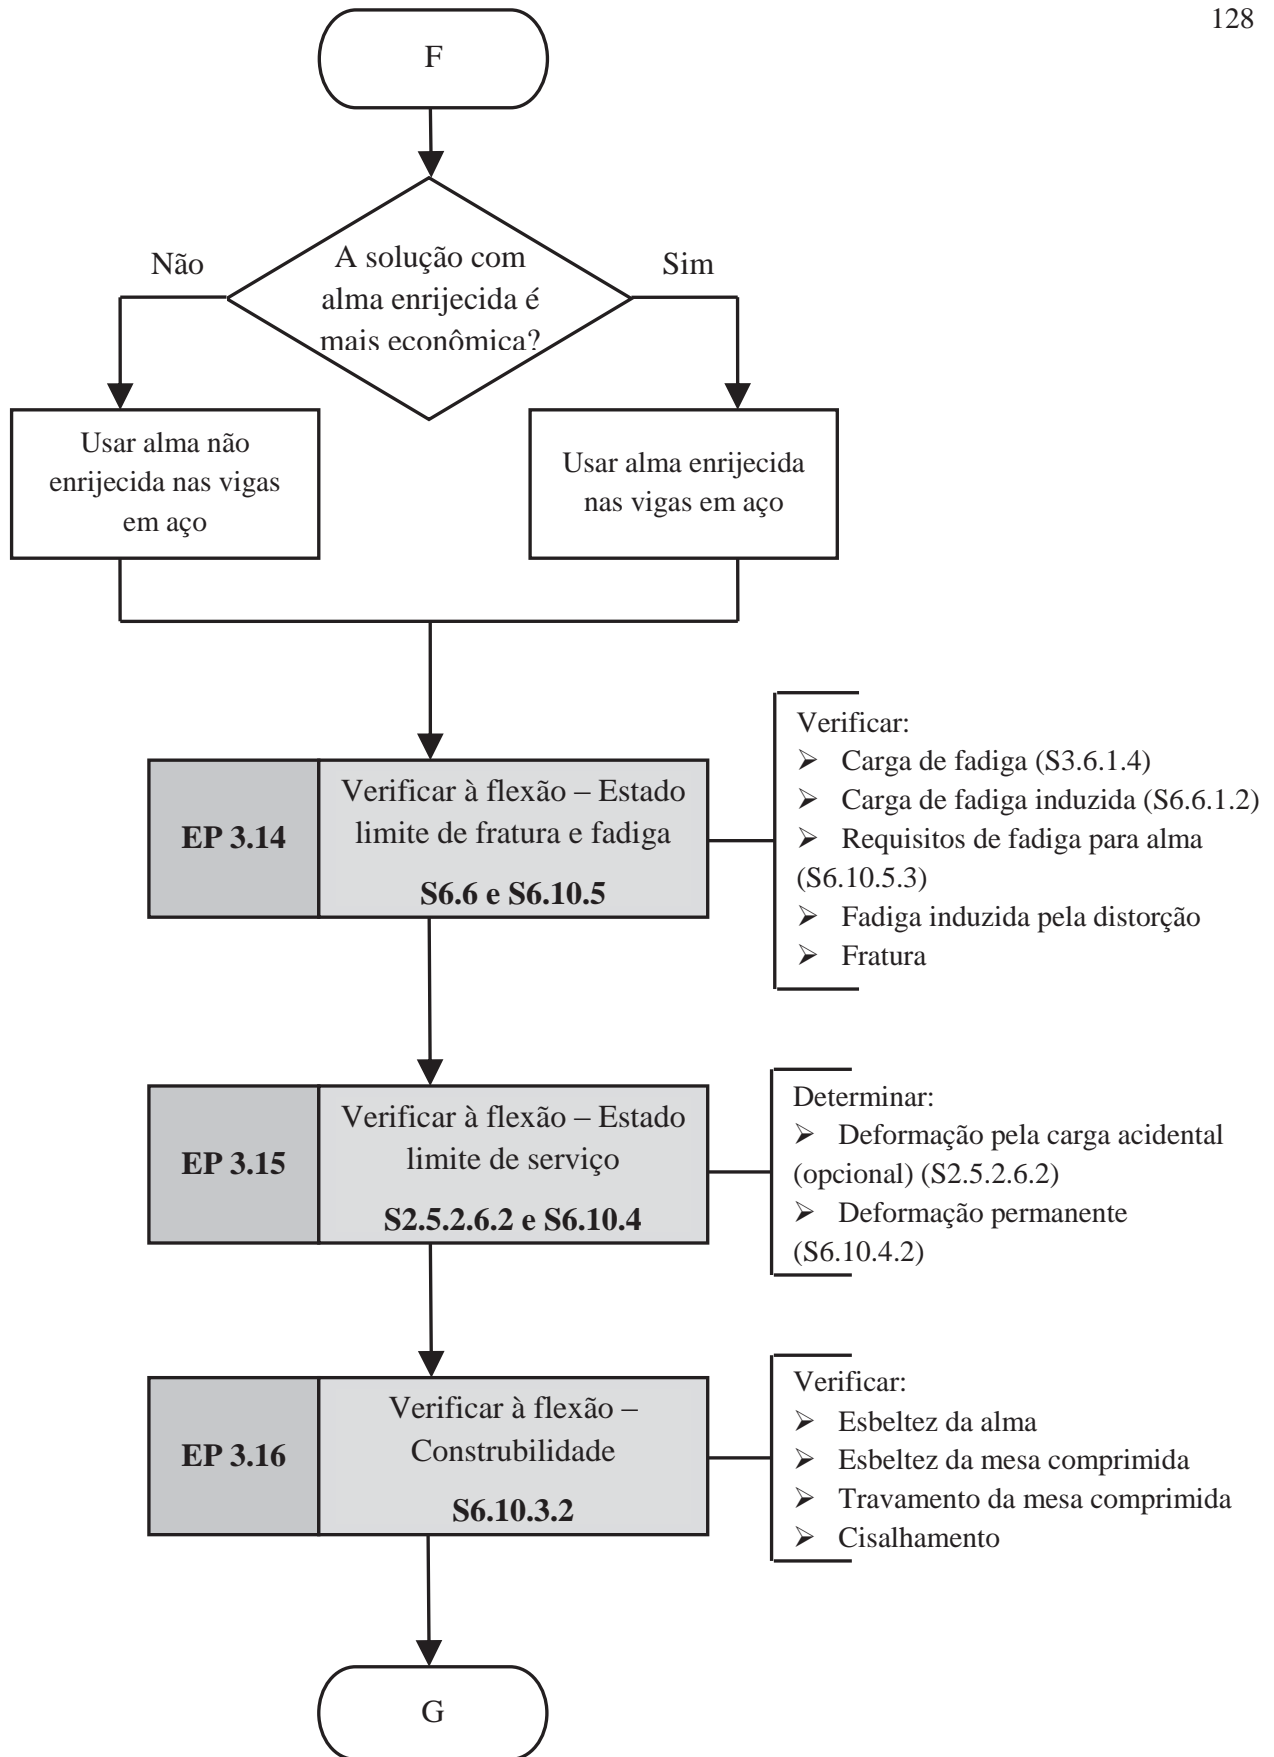 128
F
Não
Sim
A solução com
alma enrijecida é
mais econômica?
Usar alma não
enrijecida nas vigas
em aço
Usar alma enrijecida
nas vigas em aço
EP 3.14
Verificar à flexão – Estado
limite de fratura e fadiga
S6.6 e S6.10.5
Verificar:
➢ Carga de fadiga (S3.6.1.4)
➢ Carga de fadiga induzida (S6.6.1.2)
➢ Requisitos de fadiga para alma
(S6.10.5.3)
➢ Fadiga induzida pela distorção
➢ Fratura
EP 3.15
Verificar à flexão – Estado
limite de serviço
S2.5.2.6.2 e S6.10.4
Determinar:
➢ Deformação pela carga acidental
(opcional) (S2.5.2.6.2)
➢ Deformação permanente
(S6.10.4.2)
EP 3.16
Verificar à flexão –
Construbilidade
S6.10.3.2
Verificar:
➢ Esbeltez da alma
➢ Esbeltez da mesa comprimida
➢ Travamento da mesa comprimida
➢ Cisalhamento
G